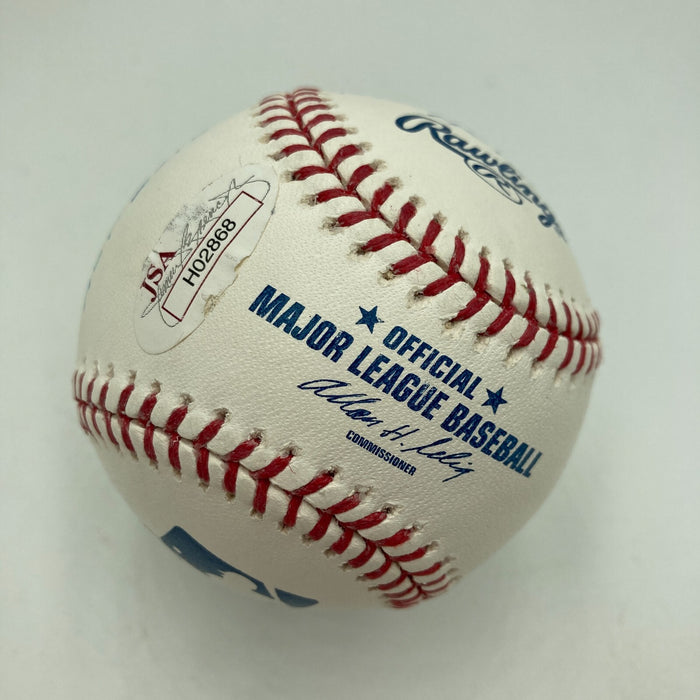 Rawlings
JSA
H02868
OFFICIAL
MAJOR LEAGUE BASEBALL
Allan H. Selig
COMMISSIONER